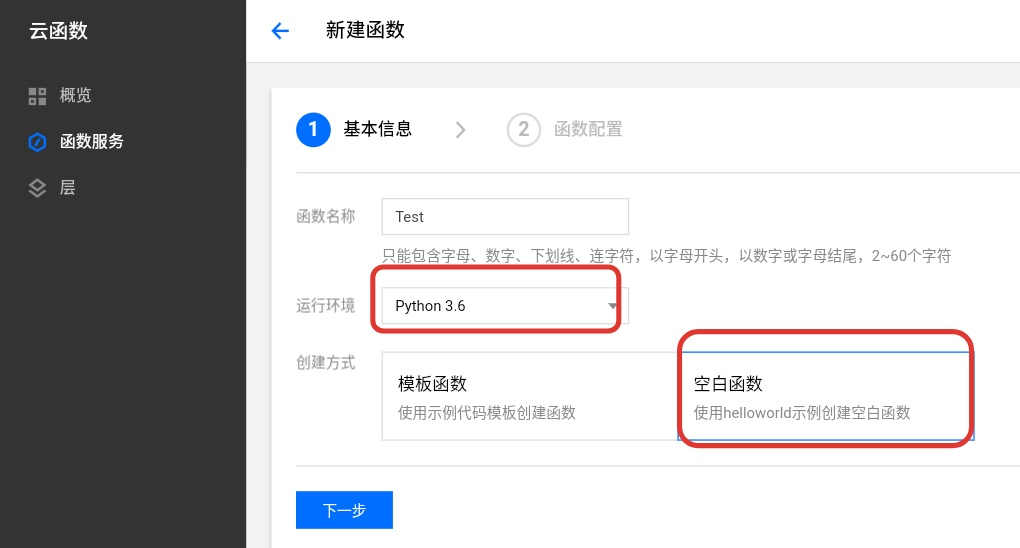 云函数
概览
函数服务
层
新建函数
1 基本信息 2 函数配置
函数名称 Test
只能包含字母、数字、下划线、连字符，以字母开头，以数字或字母结尾，2~60个字符
运行环境 Python 3.6
创建方式
模板函数
使用示例代码模板创建函数
空白函数
使用helloworld示例创建空白函数
下一步